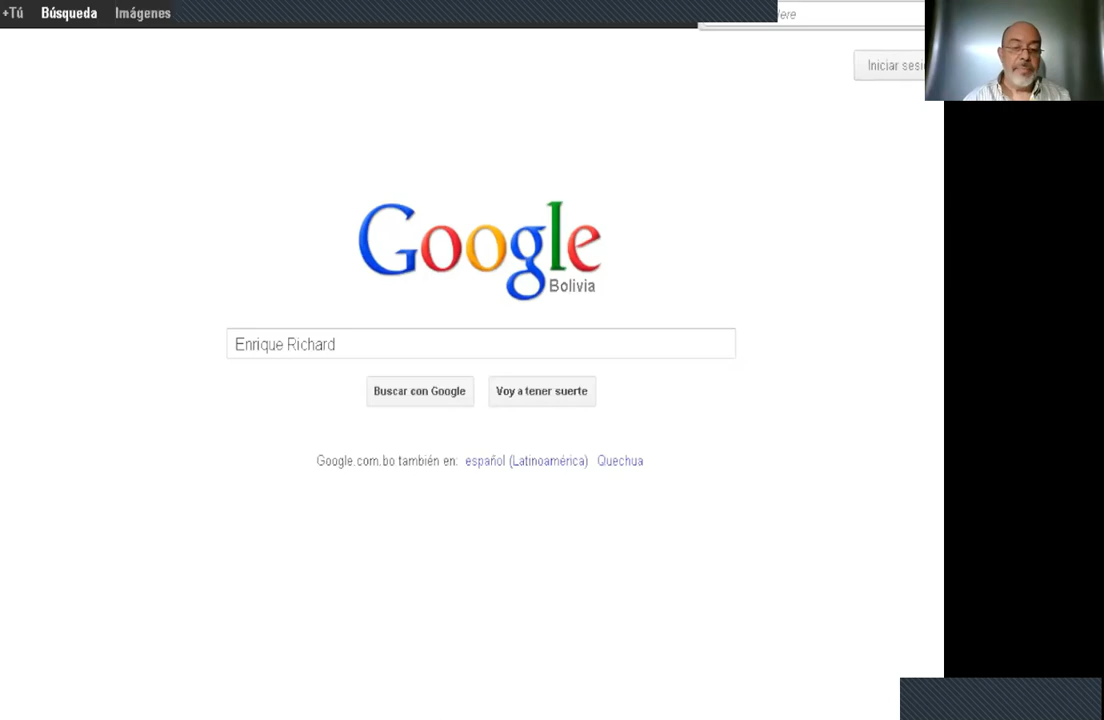 +Tú Búsqueda Imágenes
Iniciar
Google
Bolivia
Enrique Richard
Buscar con Google Voy a tener suerte
Google.com.bo también en: español (Latinoamérica) Quechua